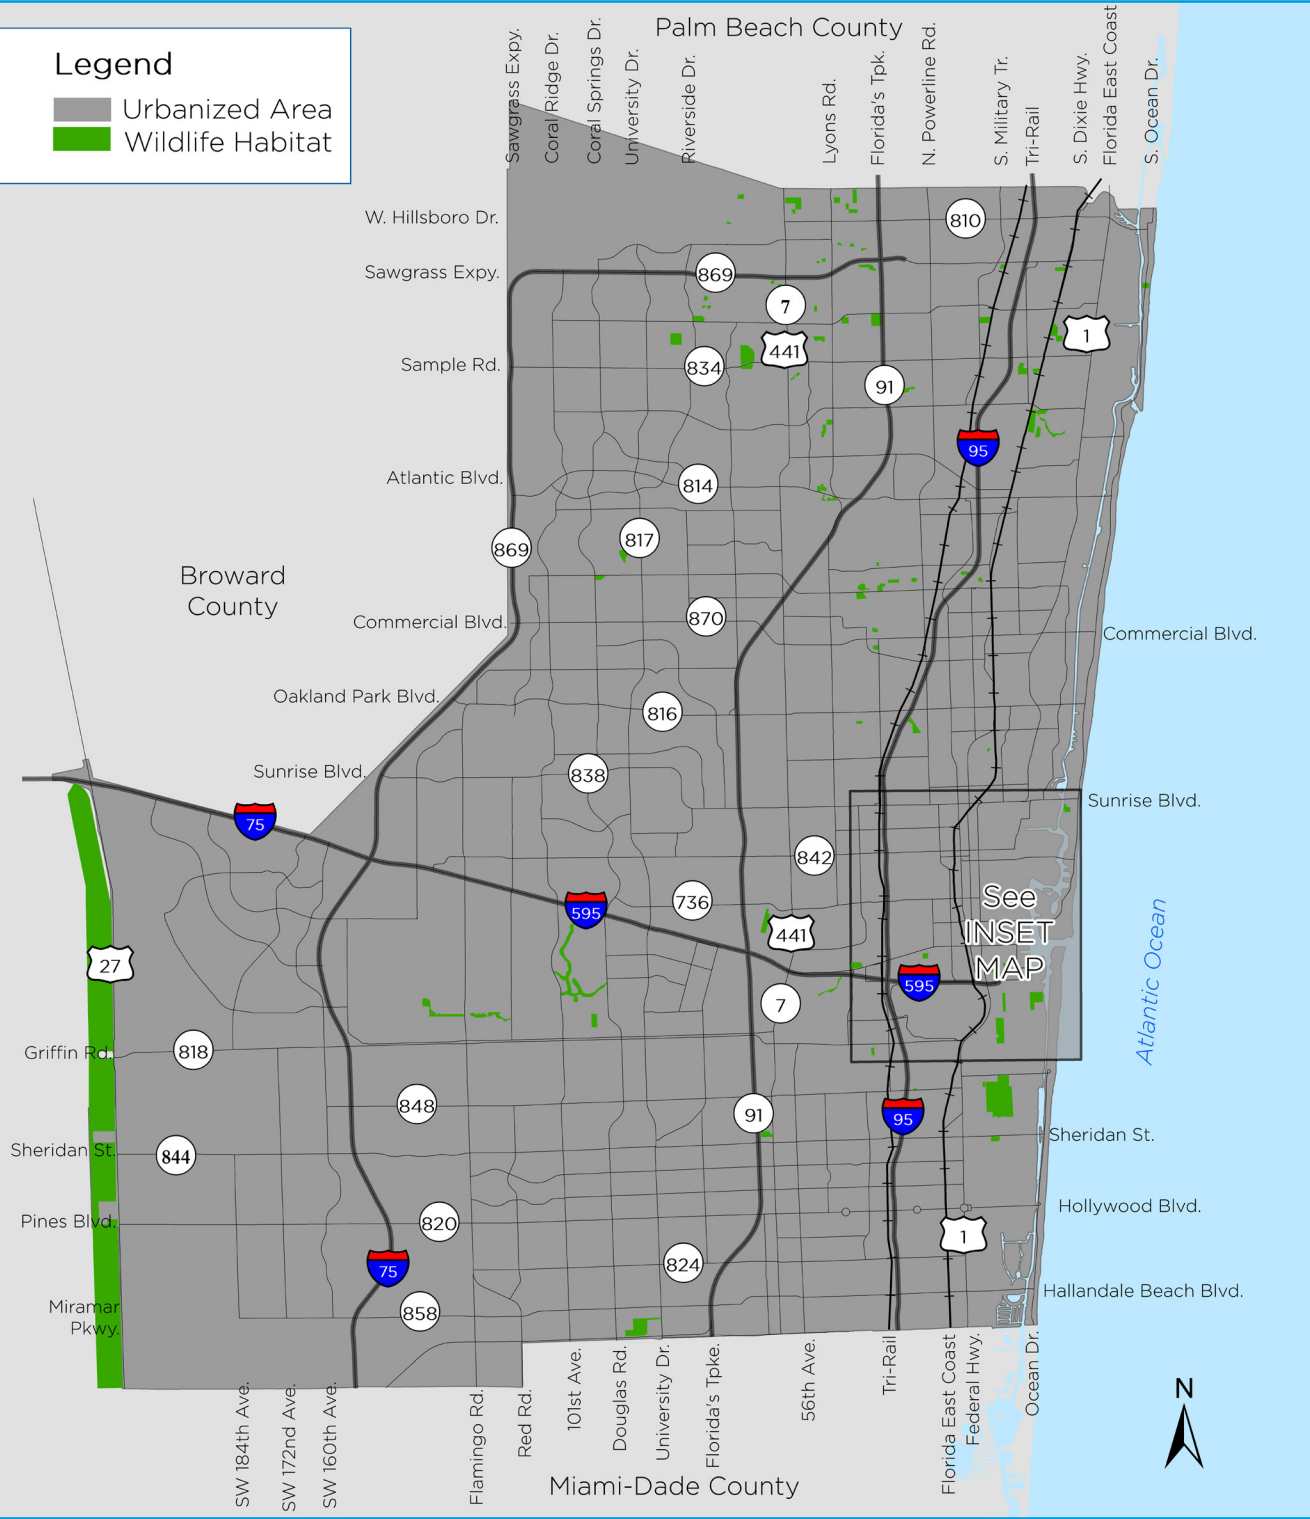 Palm Beach County
Legend
Urbanized Area
Wildlife Habitat
Sawgrass Expy.
Coral Ridge Dr.
Coral Springs Dr.
University Dr.
Riverside Dr.
Lyons Rd.
Florida's Tpk.
N. Powerline Rd.
S. Military Tr.
Tri-Rail
S. Dixie Hwy.
Florida East Coast
S. Ocean Dr.
W. Hillsboro Dr.
810
Sawgrass Expy.
869
7
441
1
Sample Rd.
834
91
95
Atlantic Blvd.
814
869
817
Broward
County
Commercial Blvd.
870
Commercial Blvd.
Oakland Park Blvd.
816
Sunrise Blvd.
838
Sunrise Blvd.
75
842
595
736
441
See
INSET
MAP
27
595
7
Atlantic Ocean
Griffin Rd.
818
848
91
95
Sheridan St.
844
Sheridan St.
Pines Blvd.
820
Hollywood Blvd.
1
75
824
Hallandale Beach Blvd.
Miramar
Pkwy.
858
SW 184th Ave.
SW 172nd Ave.
SW 160th Ave.
Flamingo Rd.
Red Rd.
101st Ave.
Douglas Rd.
University Dr.
Florida's Tpke.
56th Ave.
Tri-Rail
Florida East Coast
Federal Hwy.
Ocean Dr.
N
Miami-Dade County